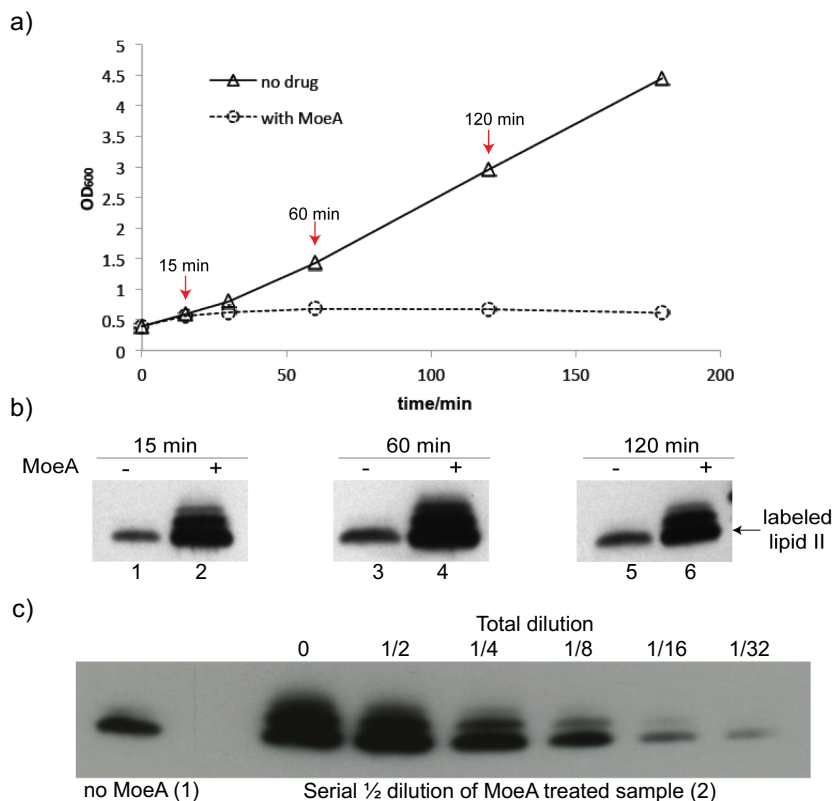 a)
5
4.5
4
3.5
3
2.5
2
1.5
1
0.5
0
OD600
no drug
with MoeA
15 min
60 min
120 min
0 50 100 150 200
time/min
b)
15 min 60 min 120 min
MoeA - + - + - +
labeled
lipid II
1 2 3 4 5 6
c)
Total dilution
0 1/2 1/4 1/8 1/16 1/32
no MoeA (1) Serial ½ dilution of MoeA treated sample (2)